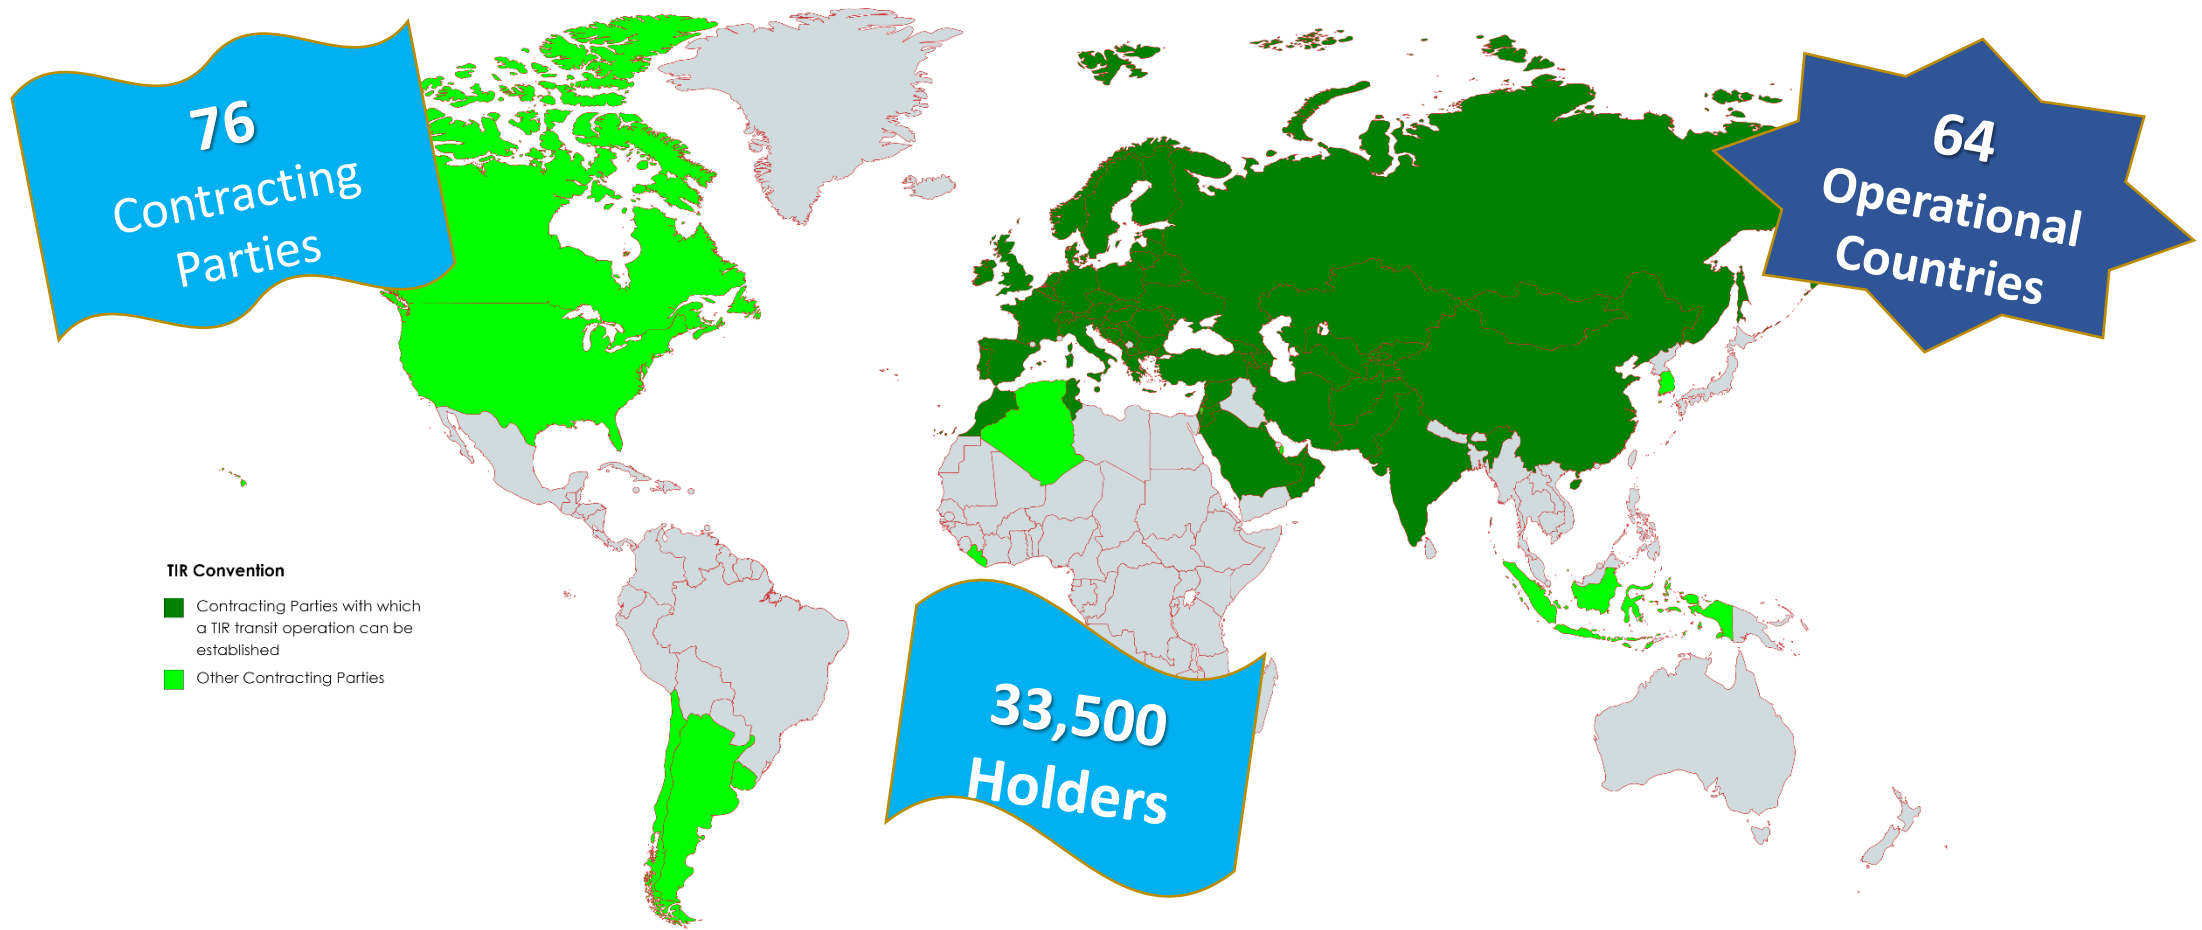 76
Contracting
Parties
64
Operational
Countries
TIR Convention
Contracting Parties with which
a TIR transit operation can be
established
Other Contracting Parties
33,500
Holders